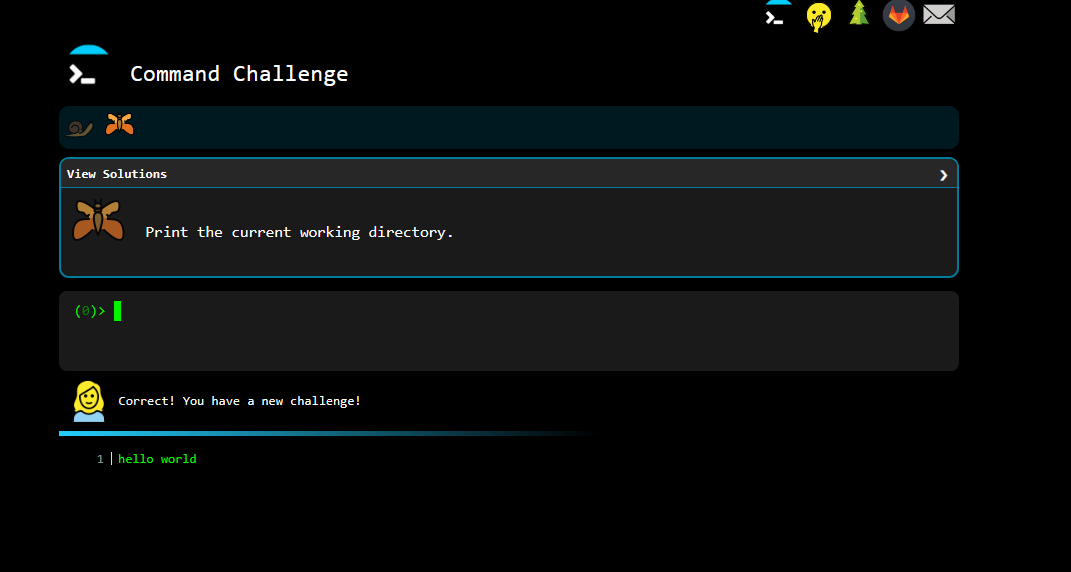 Command Challenge
View Solutions
Print the current working directory.
(0)>
Correct! You have a new challenge!
1 hello world